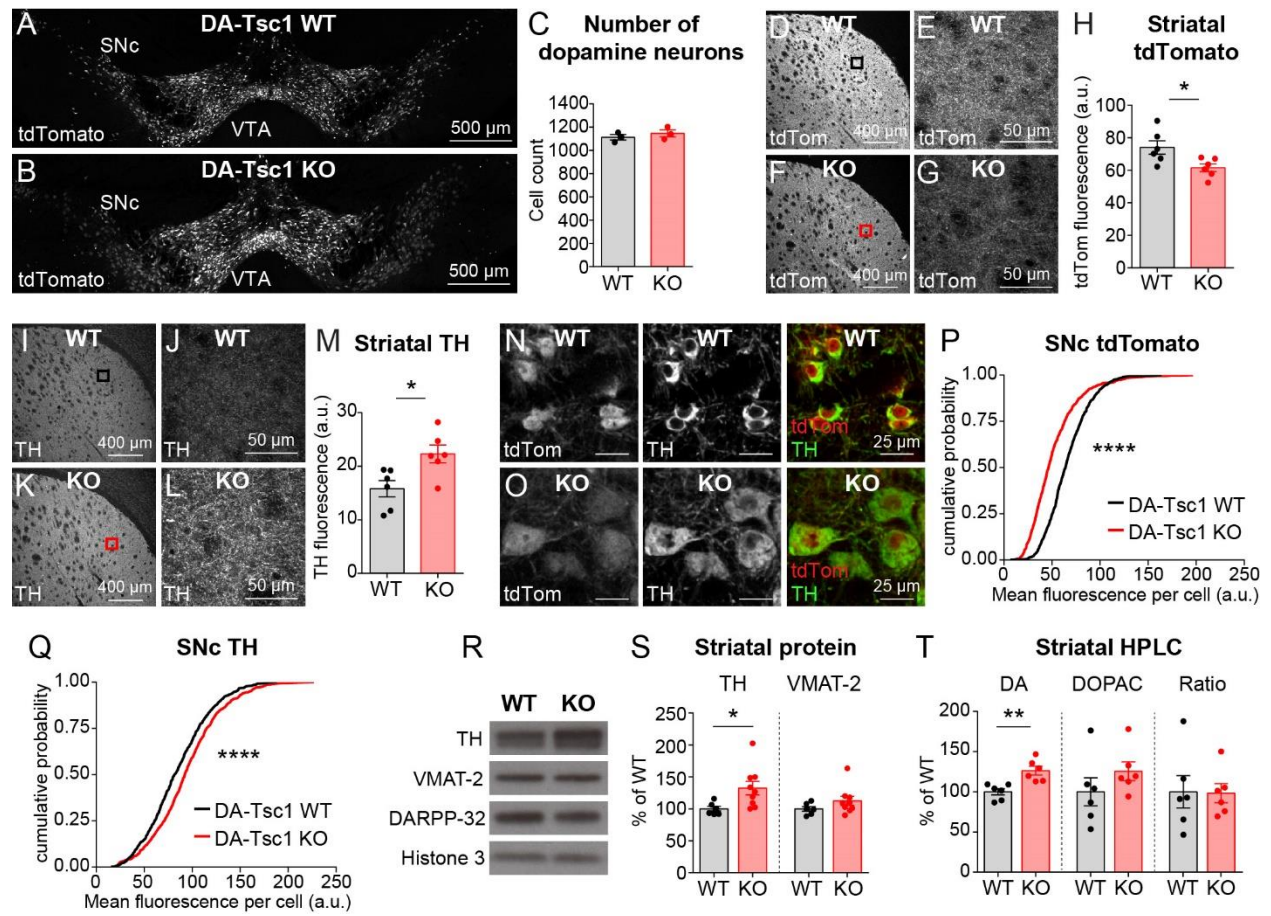 A
DA-Tsc1 WT
SNc
tdTomato
VTA
500 µm
B
DA-Tsc1 KO
SNc
tdTomato
VTA
500 µm
C
Number of
dopamine neurons
Cell count
1400
1200
1000
800
600
400
200
0
WT KO
D
WT
tdTom
400 µm
E
WT
tdTom
50 µm
F
KO
tdTom
400 µm
G
KO
tdTom
50 µm
H
Striatal
tdTomato
tdTom fluorescence (a.u.)
100
80
60
40
20
0
*
WT KO
I
WT
TH
400 µm
J
WT
TH
50 µm
K
KO
TH
400 µm
L
KO
TH
50 µm
M
Striatal TH
TH fluorescence (a.u.)
30
20
10
0
*
WT KO
N
WT
tdTom
WT
TH
WT
tdTom
TH
25 µm
O
KO
tdTom
KO
TH
KO
tdTom
TH
25 µm
P
SNc tdTomato
cumulative probability
1.00
0.75
0.50
0.25
0.00
****
DA-Tsc1 WT
DA-Tsc1 KO
0 50 100 150 200 250
Mean fluorescence per cell (a.u.)
Q
SNc TH
cumulative probability
1.00
0.75
0.50
0.25
0.00
****
DA-Tsc1 WT
DA-Tsc1 KO
0 50 100 150 200 250
Mean fluorescence per cell (a.u.)
R
WT KO
TH
VMAT-2
DARPP-32
Histone 3
S
Striatal protein
TH VMAT-2
% of WT
250
200
150
100
50
0
*
WT KO WT KO
T
Striatal HPLC
DA DOPAC Ratio
% of WT
200
150
100
50
0
**
WT KO WT KO WT KO